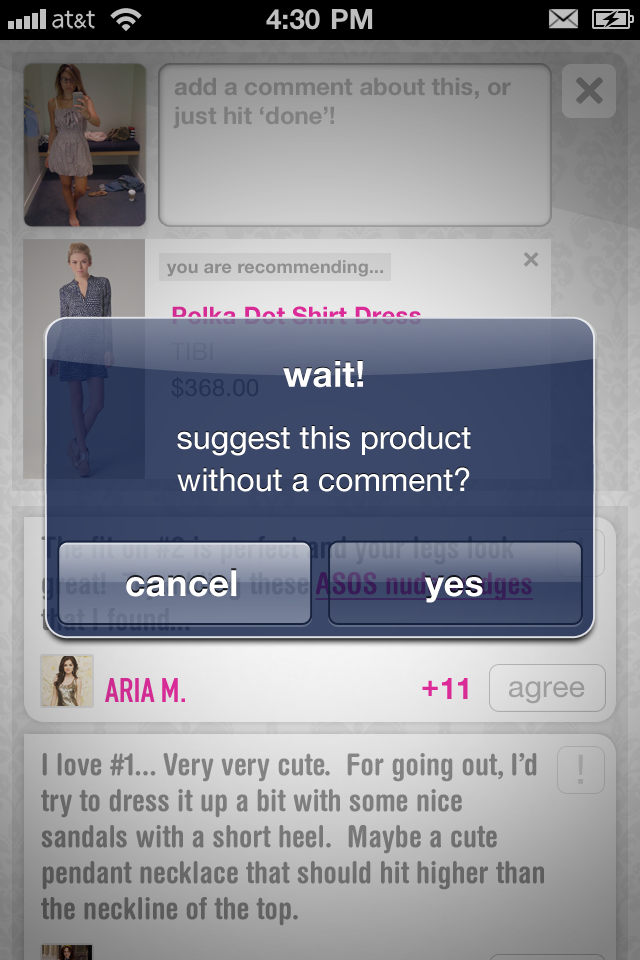 at&t 4:30 PM
add a comment about this, or
just hit ‘done’!
you are recommending...
Polka Dot Shirt Dress
TIBI
$368.00
wait!
suggest this product
without a comment?
cancel yes
The fit on #2 is perfect and your legs look
great! these ASOS nude wedges
that I found...
ARIA M.
+11
agree
I love #1... Very very cute. For going out, I’d
try to dress it up a bit with some nice
sandals with a short heel. Maybe a cute
pendant necklace that should hit higher than
the neckline of the top.
!